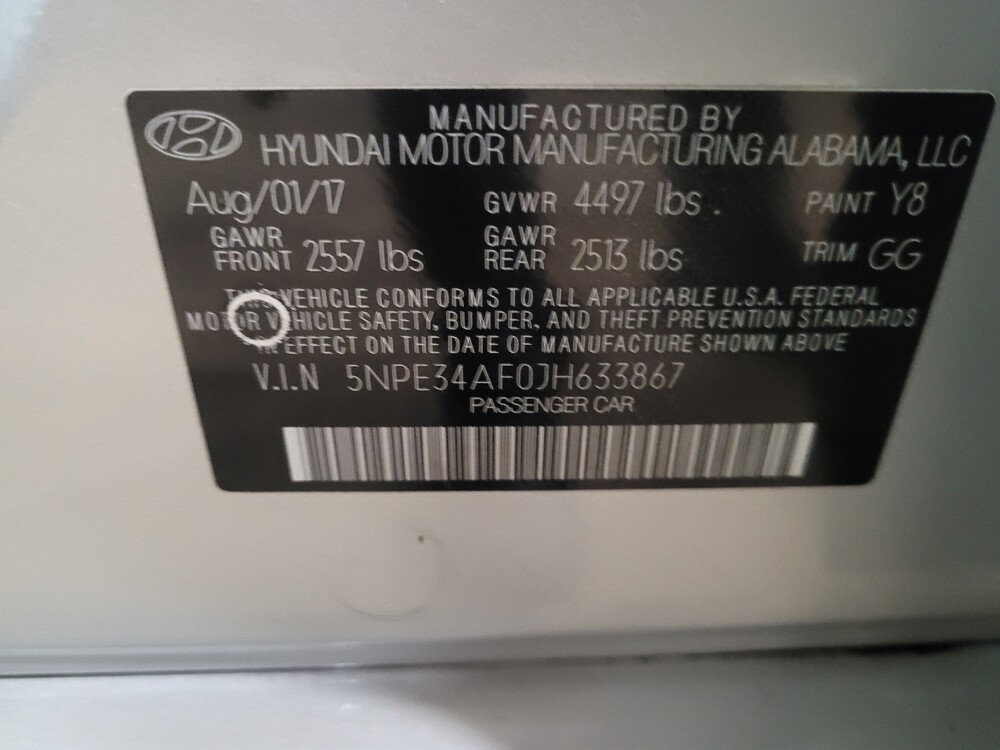 MANUFACTURED BY
HYUNDAI MOTOR MANUFACTURING ALABAMA, LLC
Aug/01/17 GVWR 4497 lbs. PAINT Y8
GAWR FRONT 2557 lbs GAWR REAR 2513 lbs TRIM GG
THIS VEHICLE CONFORMS TO ALL APPLICABLE U.S.A. FEDERAL
MOTOR VEHICLE SAFETY, BUMPER, AND THEFT PREVENTION STANDARDS
IN EFFECT ON THE DATE OF MANUFACTURE SHOWN ABOVE
V.I.N 5NPE34AF0JH633867
PASSENGER CAR